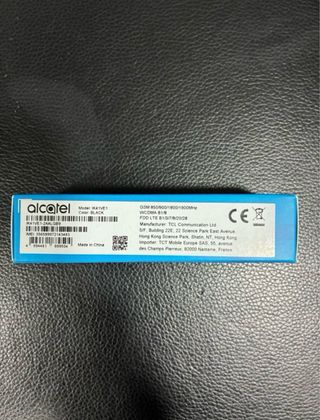 alcatel
Model: IK41VE1
Color: BLACK
IK41VE1-2AALGB9
Made in China
GSM 850/900/1800/1900MHz
WCDMA B1/8
FDD LTE B1/3/7/8/20/28
Manufacturer: TCL Communication Ltd
5/F, Building 22E, 22 Science Park East Avenue,
Hong Kong Science Park, Shatin, NT, Hong Kong
Importer: TCT Mobile Europe SAS, 55, avenue
des Champs Pierreux, 92000 Nanterre, France
CE